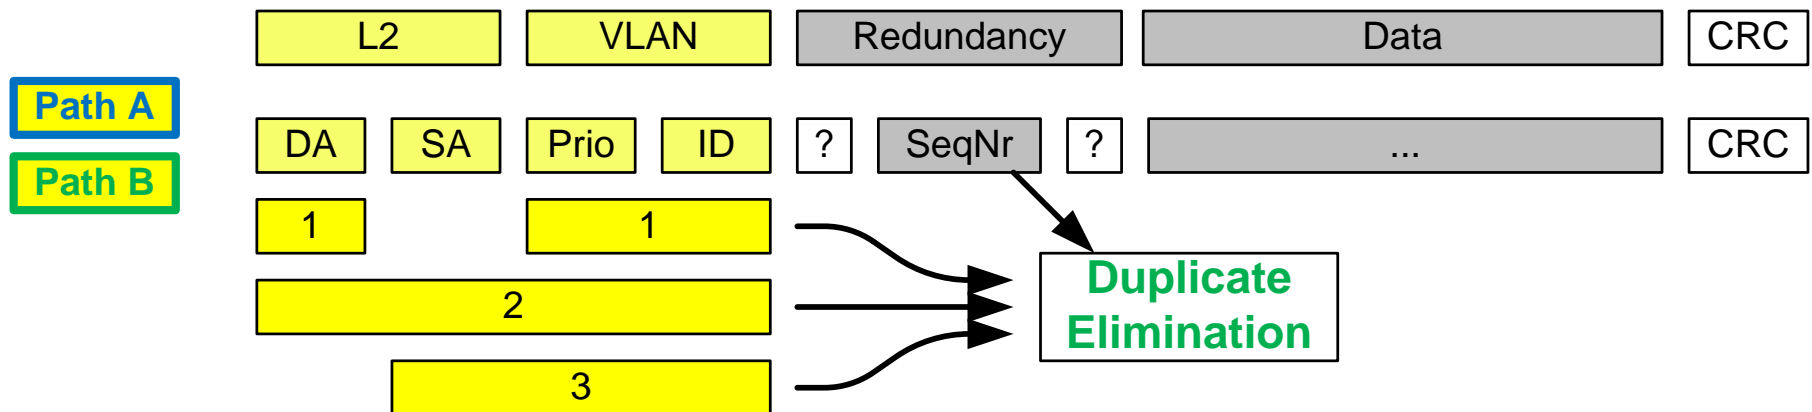 L2 VLAN Redundancy Data CRC
Path A
DA SA Prio ID ? SeqNr ? ... CRC
Path B
1 1
2
Duplicate
Elimination
3